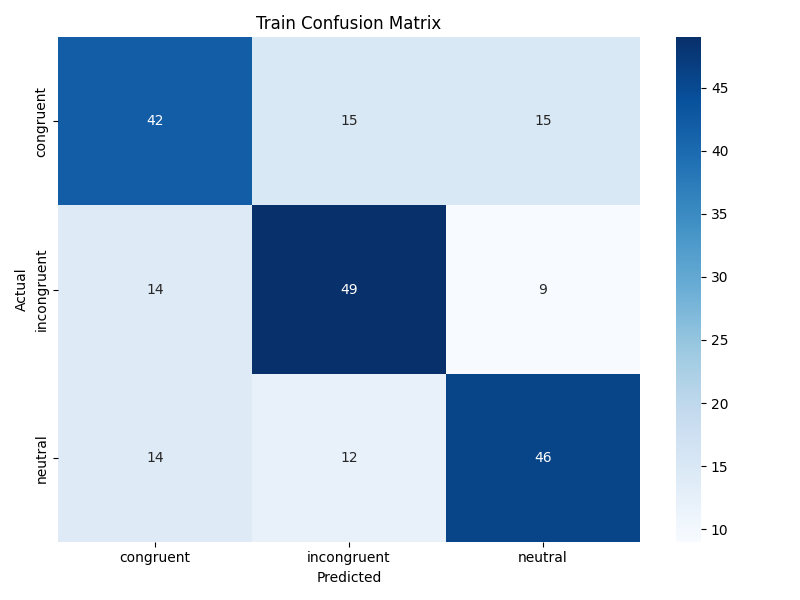 Train Confusion Matrix
Actual
congruent
42 15 15
incongruent
14 49 9
neutral
14 12 46
congruent incongruent neutral
Predicted
45
40
35
30
25
20
15
10